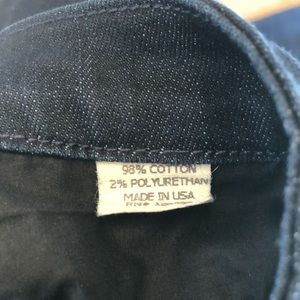 98% COTTON
2% POLYURETHAN
MADE IN USA